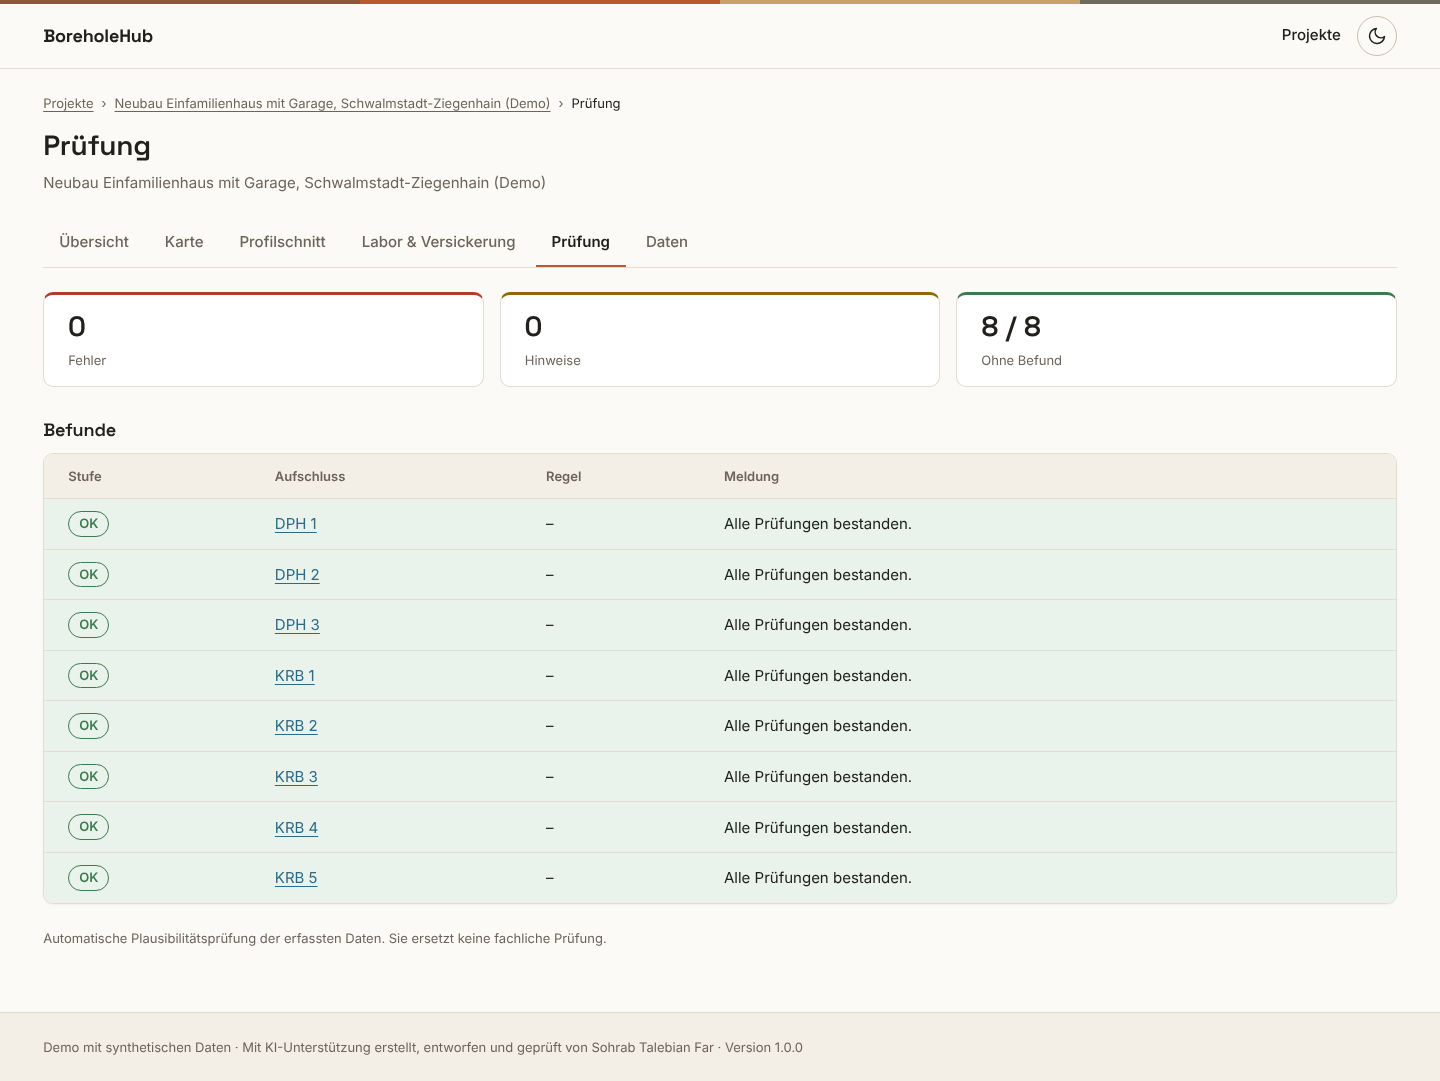 BoreholeHub
Projekte
Projekte › Neubau Einfamilienhaus mit Garage, Schwalmstadt-Ziegenhain (Demo) › Prüfung
Prüfung
Neubau Einfamilienhaus mit Garage, Schwalmstadt-Ziegenhain (Demo)
Übersicht Karte Profilschnitt Labor & Versickerung Prüfung Daten
0 0 8 / 8
Fehler Hinweise Ohne Befund
Befunde
Stufe Aufschluss Regel Meldung
OK DPH 1 – Alle Prüfungen bestanden.
OK DPH 2 – Alle Prüfungen bestanden.
OK DPH 3 – Alle Prüfungen bestanden.
OK KRB 1 – Alle Prüfungen bestanden.
OK KRB 2 – Alle Prüfungen bestanden.
OK KRB 3 – Alle Prüfungen bestanden.
OK KRB 4 – Alle Prüfungen bestanden.
OK KRB 5 – Alle Prüfungen bestanden.
Automatische Plausibilitätsprüfung der erfassten Daten. Sie ersetzt keine fachliche Prüfung.
Demo mit synthetischen Daten · Mit KI-Unterstützung erstellt, entworfen und geprüft von Sohrab Talebian Far · Version 1.0.0